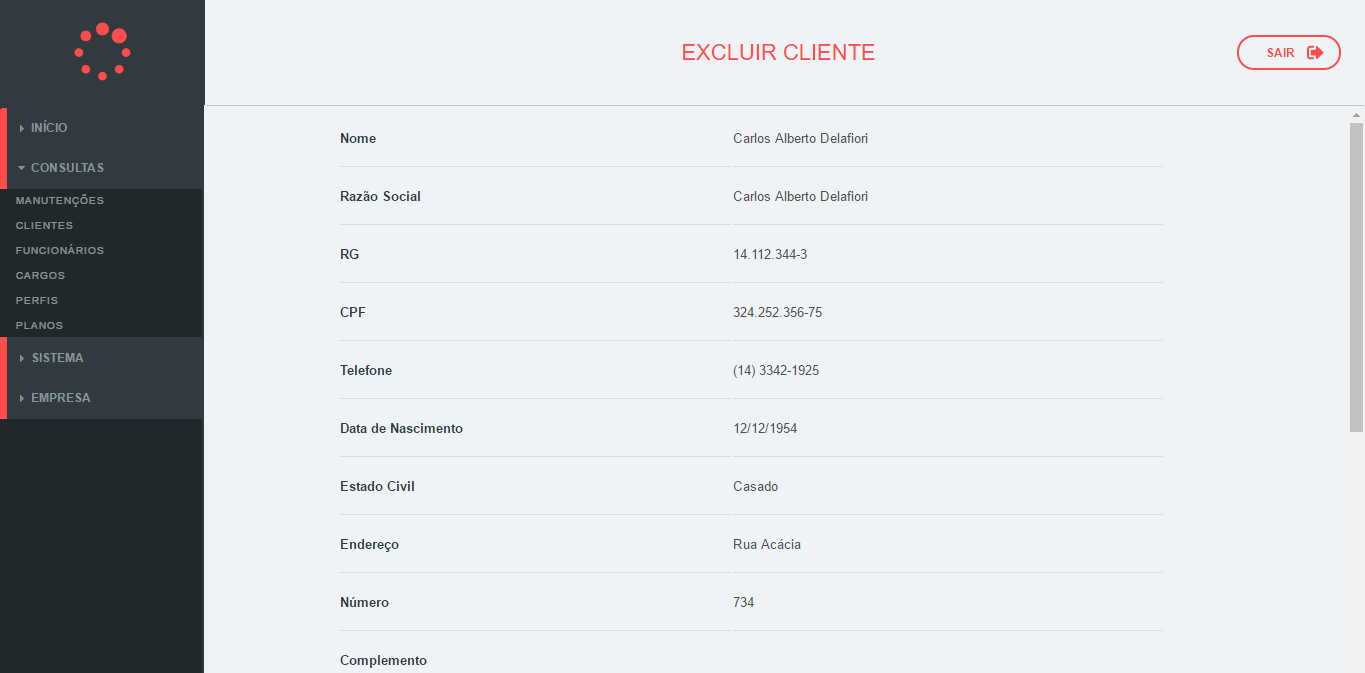 EXCLUIR CLIENTE
SAIR
INÍCIO
CONSULTAS
MANUTENÇÕES
CLIENTES
FUNCIONÁRIOS
CARGOS
PERFIS
PLANOS
SISTEMA
EMPRESA
Nome Carlos Alberto Delafiori
Razão Social Carlos Alberto Delafiori
RG 14.112.344-3
CPF 324.252.356-75
Telefone (14) 3342-1925
Data de Nascimento 12/12/1954
Estado Civil Casado
Endereço Rua Acácia
Número 734
Complemento